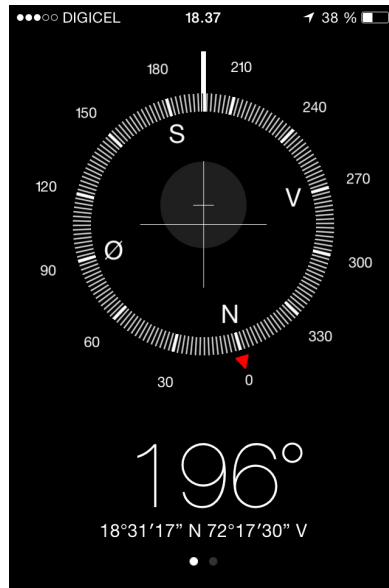 DIGICEL 18.37 38 %
180 210
150 240
S
120 270
V
90 Ø 300
N
60 330
30 0
196°
18°31′17” N 72°17′30” V